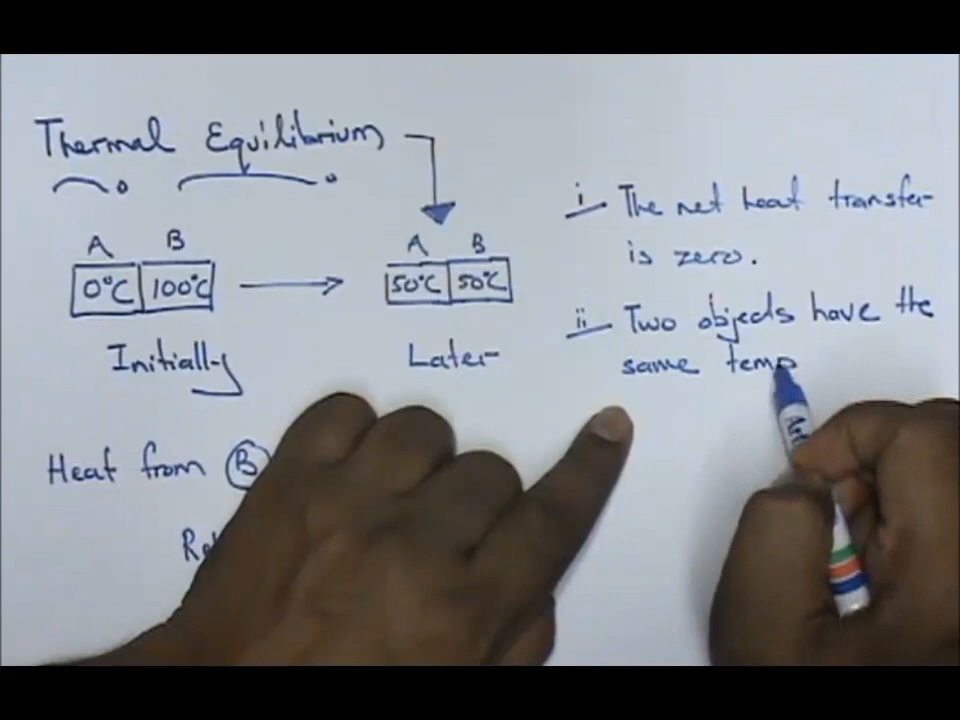 Thermal Equilibrium
A B
0°C 100°C
Initially
A B
50°C 50°C
Later
Heat from B
i The net heat transfer
is zero.
ii Two objects have the
same temp